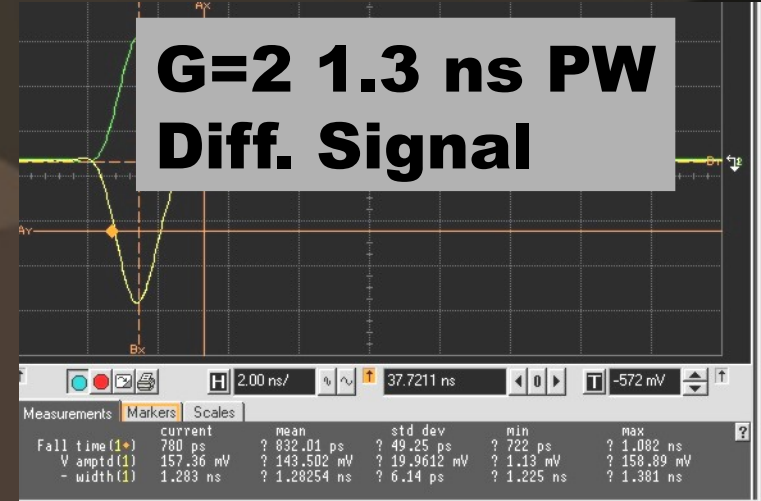 AX
G=2 1.3 ns PW
Diff. Signal
AY
BX
H 2.00 ns/ 37.7211 ns 0 T -572 mV
Measurements Markers Scales
current mean std dev min max ?
Fall time(1◆) 780 ps ? 832.01 ps ? 49.25 ps ? 722 ps ? 1.082 ns
V amptd(1) 157.36 mV ? 143.502 mV ? 19.9612 mV ? 1.13 mV ? 158.89 mV
- width(1) 1.283 ns ? 1.28254 ns ? 6.14 ps ? 1.225 ns ? 1.381 ns